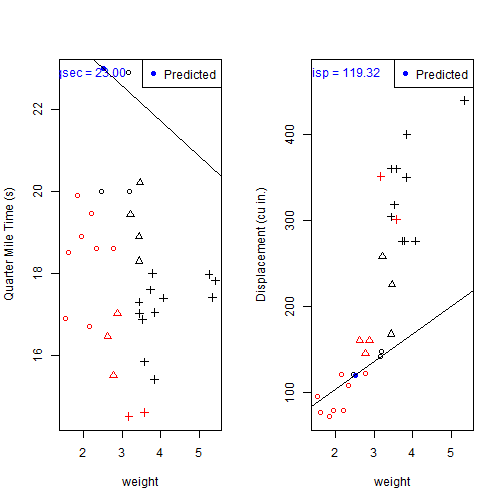 qsec = 23.00
Predicted
Quarter Mile Time (s)
22
20
18
16
2 3 4 5
weight
isp = 119.32
Predicted
Displacement (cu in.)
400
300
200
100
2 3 4 5
weight